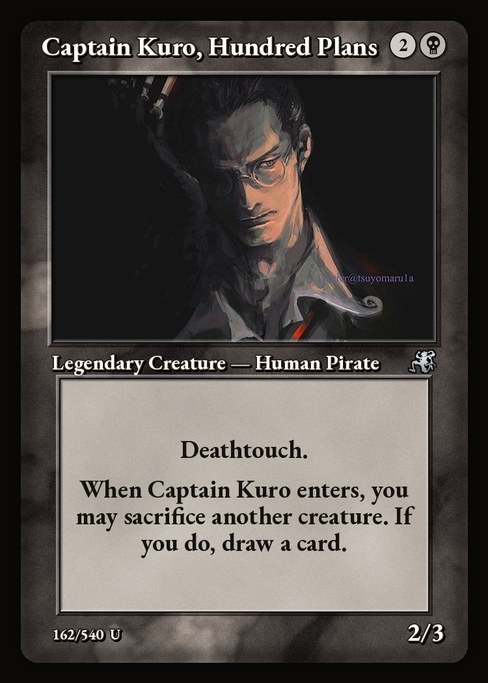 Captain Kuro, Hundred Plans 2
@tsuyomaru1a
Legendary Creature — Human Pirate
Deathtouch.
When Captain Kuro enters, you
may sacrifice another creature. If
you do, draw a card.
162/540 U
2/3